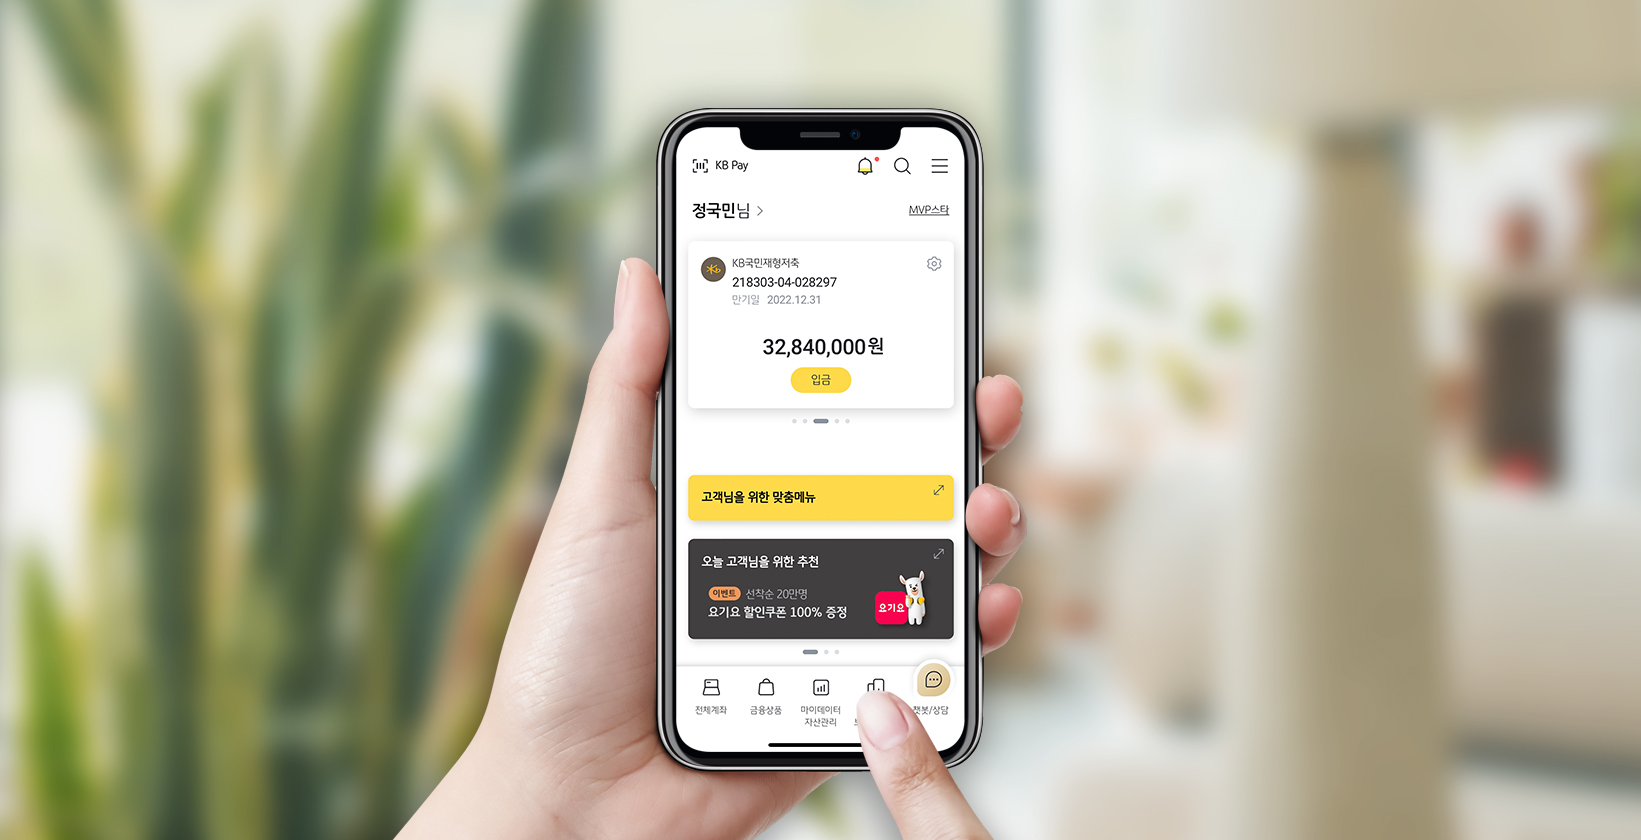 KB Pay
정국민님
MVP스타
KB국민재형저축
218303-04-028297
만기일 2022.12.31
32,840,000원
입금
고객님을 위한 맞춤메뉴
오늘 고객님을 위한 추천
이벤트 선착순 20만명
요기요 할인쿠폰 100% 증정
요기요
전체계좌
금융상품
마이데이터
자산관리
챗봇/상담